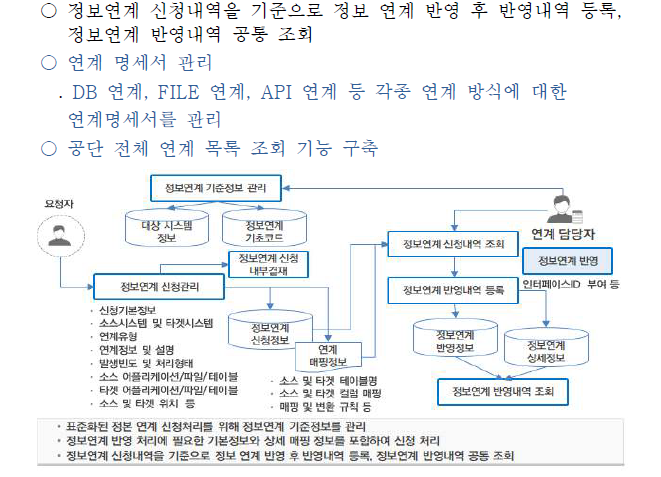 ○ 정보연계 신청내역을 기준으로 정보 연계 반영 후 반영내역 등록,
정보연계 반영내역 공통 조회
○ 연계 명세서 관리
. DB 연계, FILE 연계, API 연계 등 각종 연계 방식에 대한
연계명세서를 관리
○ 공단 전체 연계 목록 조회 기능 구축
정보연계 기준정보 관리
요청자
대상 시스템
정보
정보연계
기초코드
연계 담당자
정보연계 신청내역 조회
정보연계 신청
내부결재
정보연계 반영
정보연계 신청관리
정보연계 반영내역 등록
인터페이스ID 부여 등
· 신청기본정보
· 소스시스템 및 타겟시스템
· 연계유형
· 연계정보 및 설명
· 발생빈도 및 처리형태
· 소스 어플리케이션/파일/테이블
· 타겟 어플리케이션/파일/테이블
· 소스 및 타겟 위치 등
정보연계
신청정보
연계
매핑정보
정보연계
반영정보
정보연계
상세정보
· 소스 및 타겟 테이블명
· 소스 및 타겟 컬럼 매핑
· 매핑 및 변환 규칙 등
정보연계 반영내역 조회
• 표준화된 정본 연계 신청처리를 위해 정보연계 기준정보를 관리
• 정보연계 반영 처리에 필요한 기본정보와 상세 매핑 정보를 포함하여 신청 처리
• 정보연계 신청내역을 기준으로 정보 연계 반영 후 반영내역 등록, 정보연계 반영내역 공통 조회